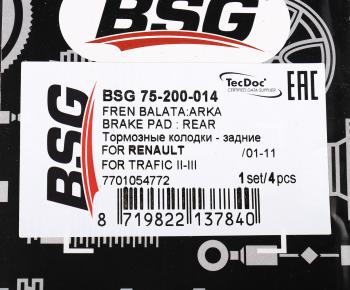 BSG
BSG
BSG 75-200-014
TecDoc
CERTIFIED DATA SUPPLIER
EAC
FREN BALATA:ARKA
BRAKE PAD : REAR
Тормозные колодки - задние
FOR RENAULT /01-11
FOR TRAFIC II-III
7701054772 1 set/4 pcs
8 719822 137840